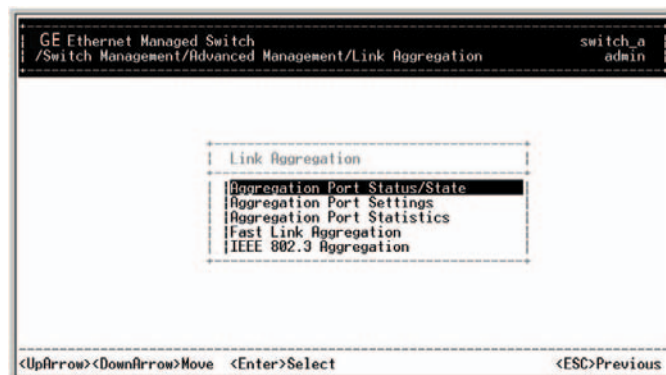 GE Ethernet Managed Switch switch_a
/Switch Management/Advanced Management/Link Aggregation admin
Link Aggregation
Aggregation Port Status/State
Aggregation Port Settings
Aggregation Port Statistics
Fast Link Aggregation
IEEE 802.3 Aggregation
<UpArrow><DownArrow>Move <Enter>Select <ESC>Previous